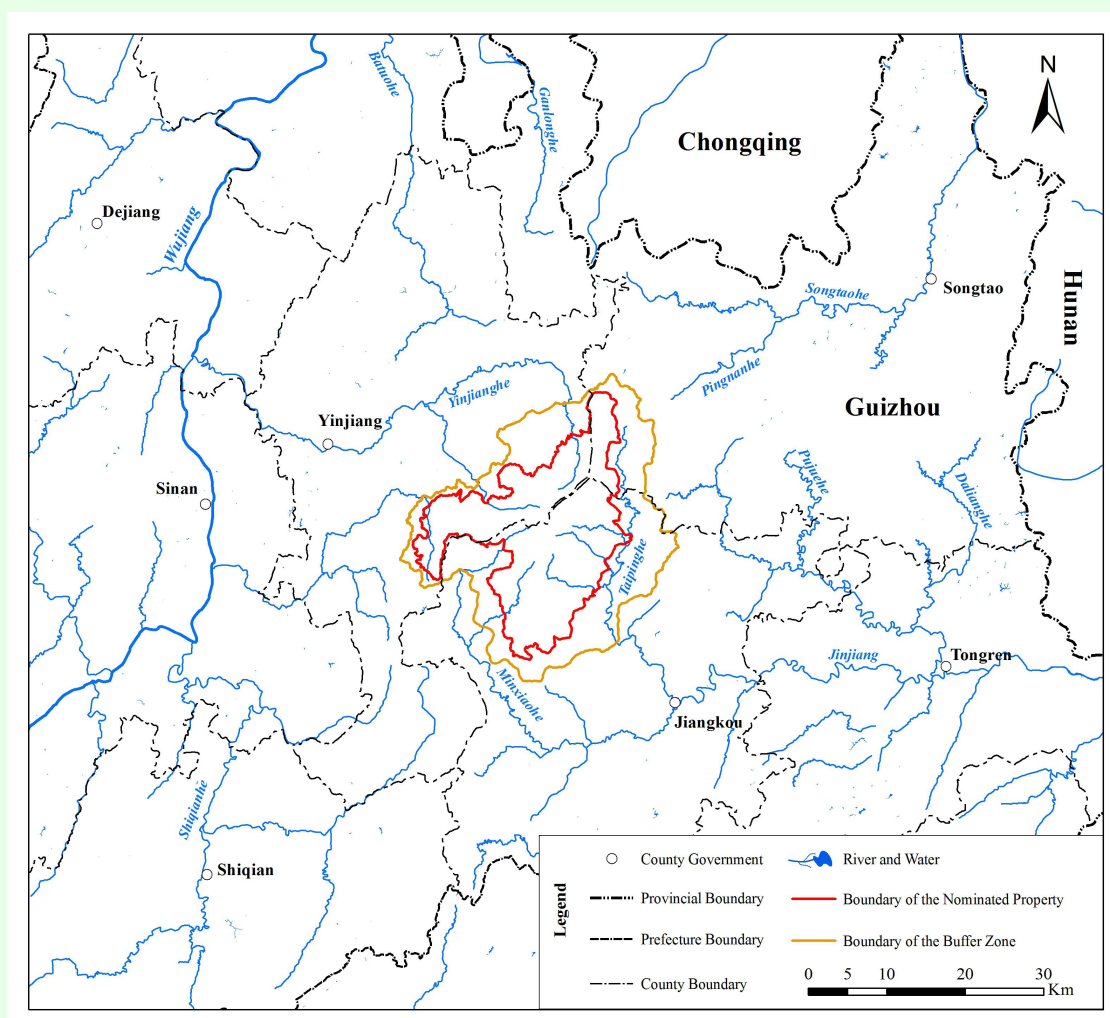 N
Batuohe
Ganlonghe
Chongqing
Dejiang
Wujiang
Hunan
Songtaohe
Songtao
Pingnanhe
Yinjianghe
Guizhou
Yinjiang
Pujuehe
Dalianghe
Sinan
Taipinghe
Jinjiang
Tongren
Minxiaohe
Jiangkou
Shiqianhe
Shiqian
Legend
County Government
River and Water
Provincial Boundary
Boundary of the Nominated Property
Prefecture Boundary
Boundary of the Buffer Zone
County Boundary
0 5 10 20 30
Km